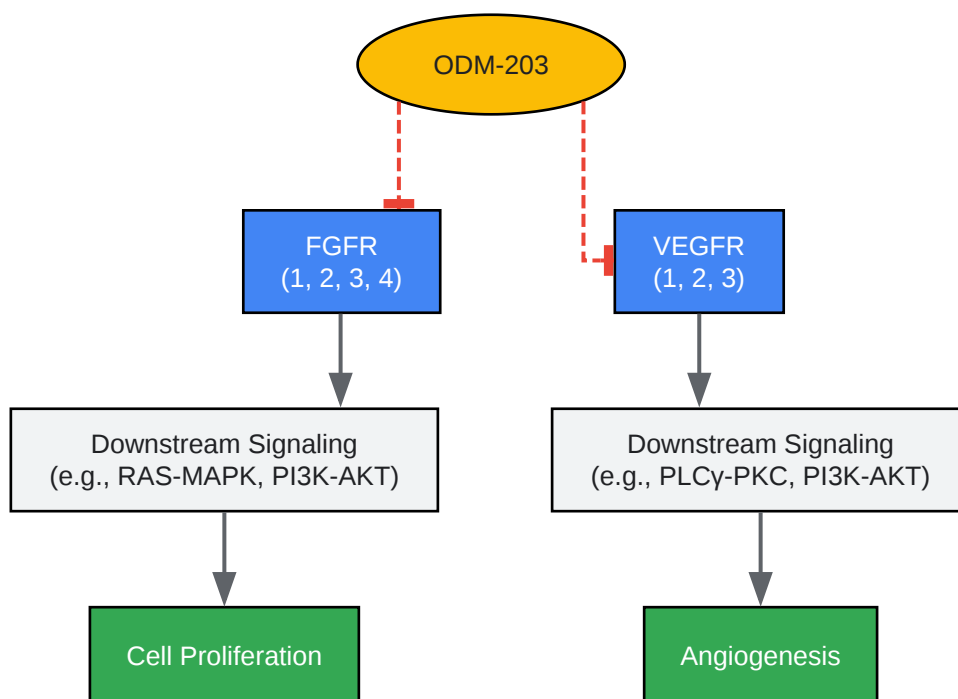 ODM-203
FGFR
(1, 2, 3, 4)
VEGFR
(1, 2, 3)
Downstream Signaling
(e.g., RAS-MAPK, PI3K-AKT)
Downstream Signaling
(e.g., PLCγ-PKC, PI3K-AKT)
Cell Proliferation
Angiogenesis